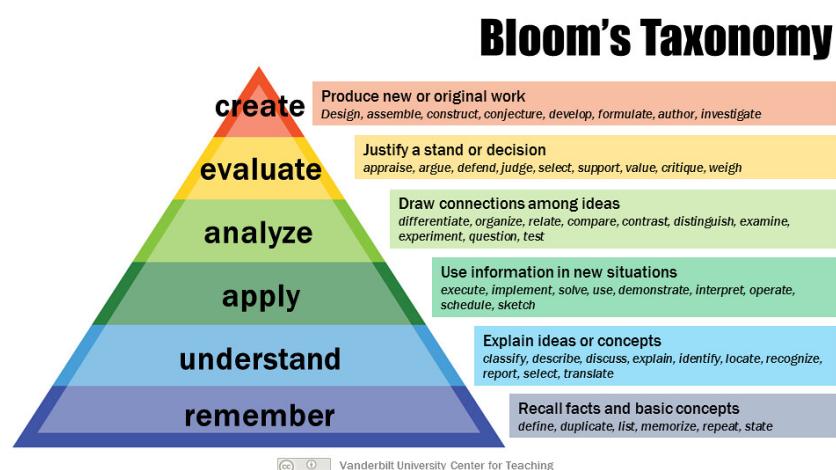 Bloom's Taxonomy
create
Produce new or original work
Design, assemble, construct, conjecture, develop, formulate, author, investigate
evaluate
Justify a stand or decision
appraise, argue, defend, judge, select, support, value, critique, weigh
analyze
Draw connections among ideas
differentiate, organize, relate, compare, contrast, distinguish, examine,
experiment, question, test
apply
Use information in new situations
execute, implement, solve, use, demonstrate, interpret, operate,
schedule, sketch
understand
Explain ideas or concepts
classify, describe, discuss, explain, identify, locate, recognize,
report, select, translate
remember
Recall facts and basic concepts
define, duplicate, list, memorize, repeat, state
cc
Vanderbilt University Center for Teaching